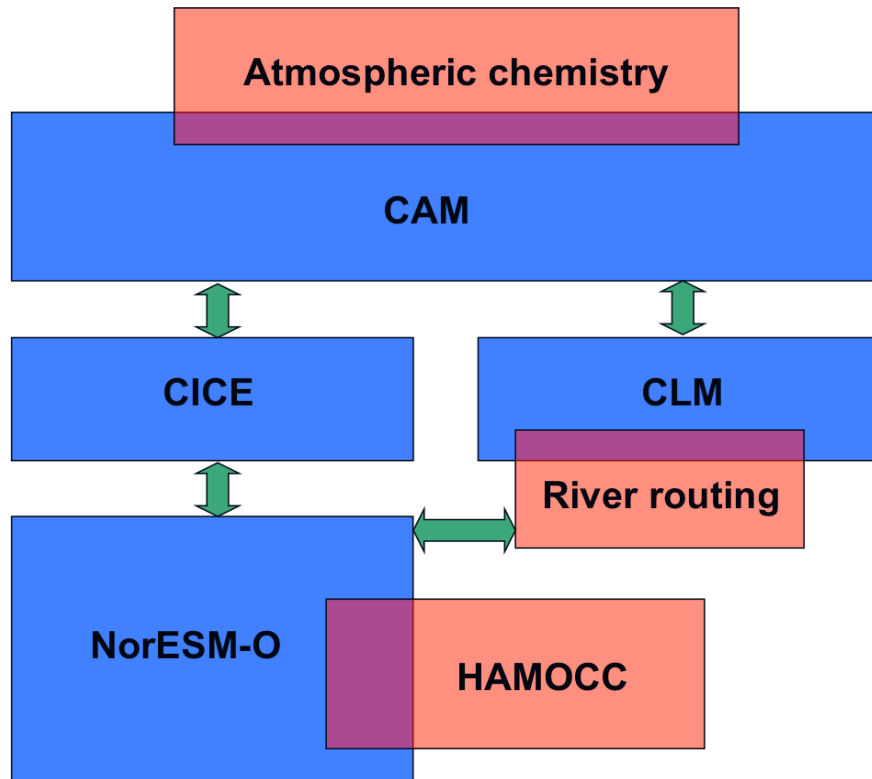 Atmospheric chemistry
CAM
CICE
CLM
River routing
NorESM-O
HAMOCC